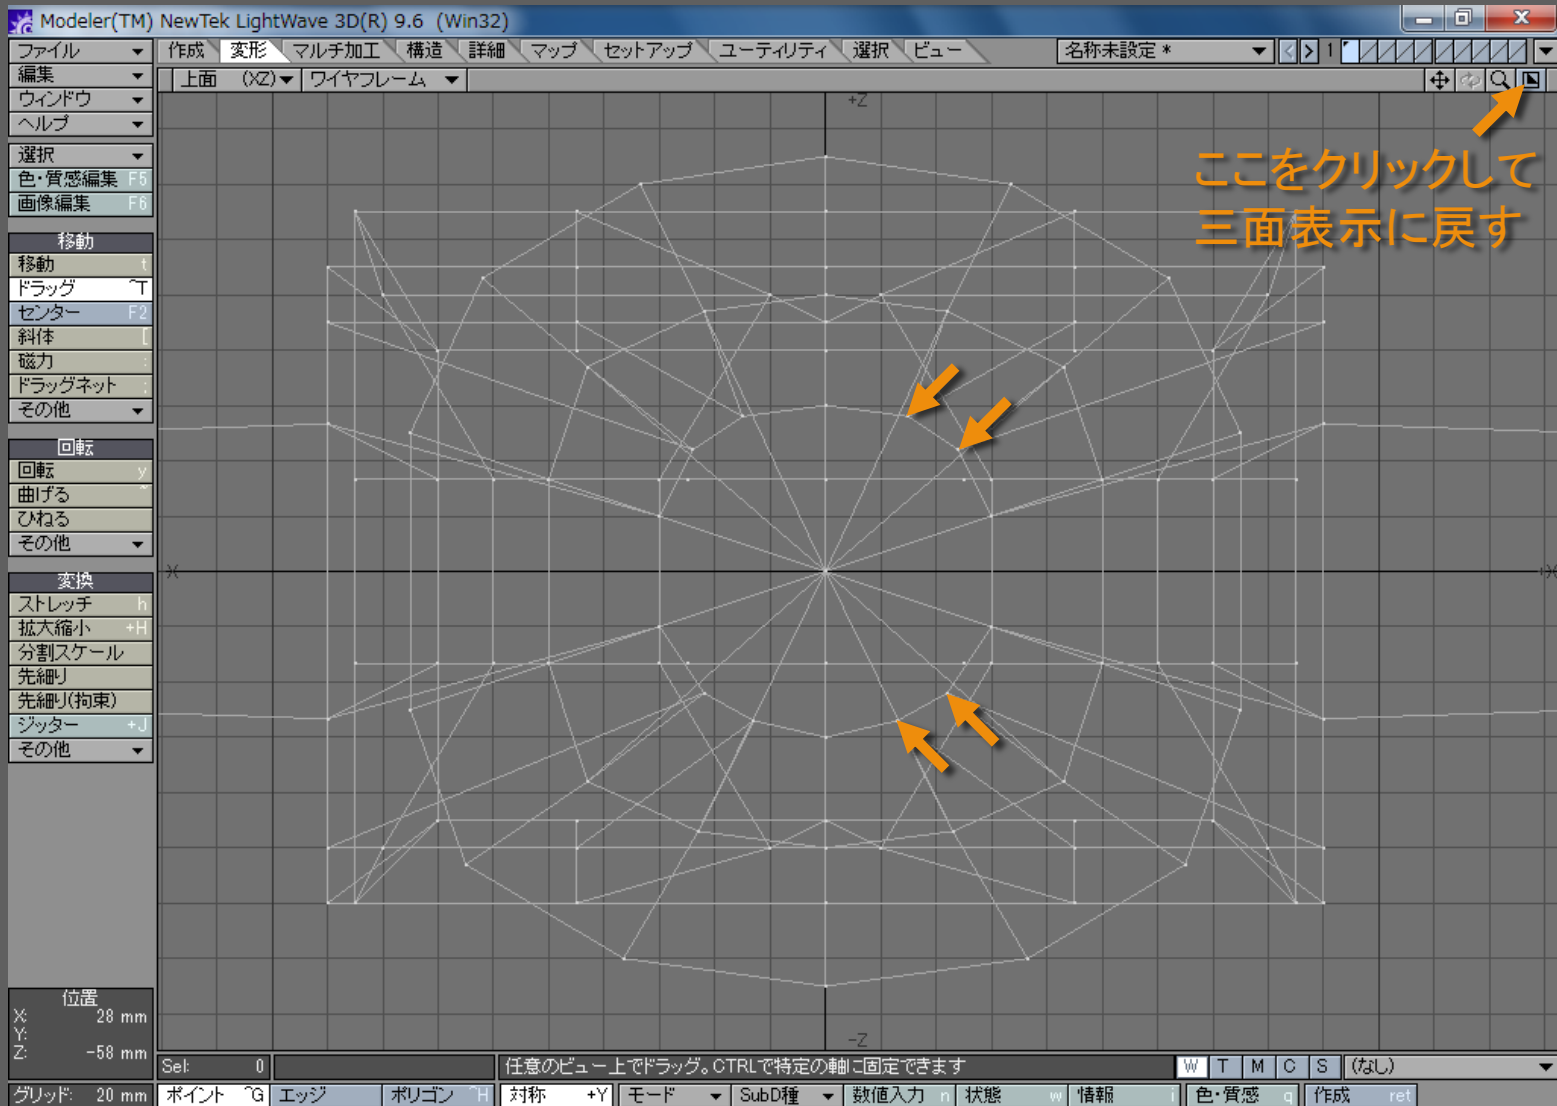 Modeler(TM) NewTek LightWave 3D(R) 9.6 (Win32)
ファイル
編集
ウィンドウ
ヘルプ
作成 変形 マルチ加工 構造 詳細 マップ セットアップ ユーティリティ 選択 ビュー
名称未設定 *
1
上面 (XZ) ワイヤフレーム
選択
色・質感編集 F5
画像編集 F6
移動
移動 t
ドラッグ ^T
センター F2
斜体 [
磁力 :
ドラッグネット ;
その他
回転
回転 y
曲げる ~
ひねる
その他
変換
ストレッチ h
拡大縮小 +H
分割スケール
先細り
先細り(拘束)
ジッター +J
その他
+Z
ここをクリックして
三面表示に戻す
-X
+X
-Z
位置
X: 28 mm
Y:
Z: -58 mm
Sel: 0
任意のビュー上でドラッグ。CTRLで特定の軸に固定できます
W T M C S (なし)
グリッド: 20 mm
ポイント ^G エッジ ポリゴン ^H 対称 +Y モード SubD種 数値入力 n 状態 w 情報 i 色・質感 q 作成 ret